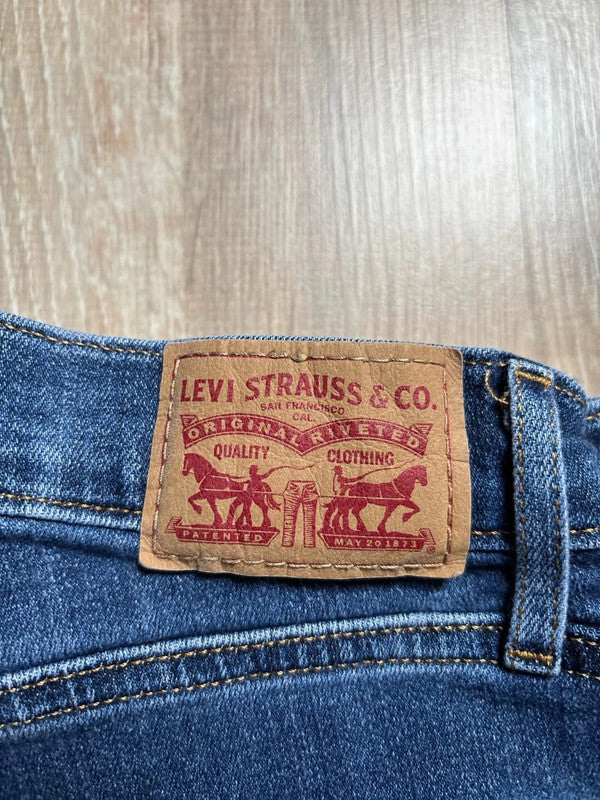 LEVI STRAUSS & CO.
SAN FRANCISCO
CAL.
ORIGINAL RIVETED
QUALITY CLOTHING
PATENTED MAY 20 1873
®